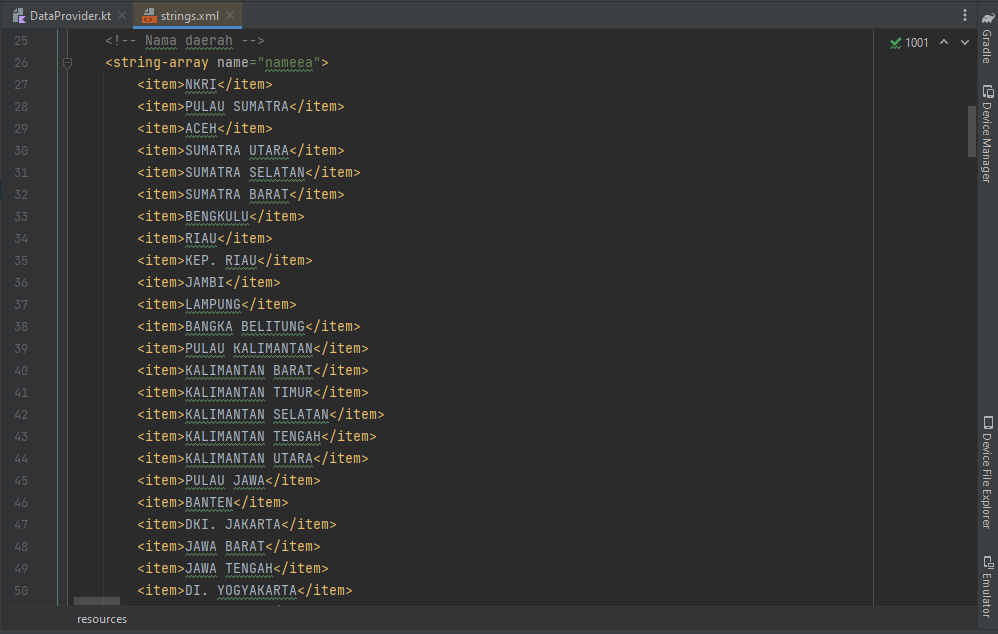 DataProvider.kt
strings.xml
1001
25 <!-- Nama daerah -->
26 <string-array name="nameea">
27 <item>NKRI</item>
28 <item>PULAU SUMATRA</item>
29 <item>ACEH</item>
30 <item>SUMATRA UTARA</item>
31 <item>SUMATRA SELATAN</item>
32 <item>SUMATRA BARAT</item>
33 <item>BENGKULU</item>
34 <item>RIAU</item>
35 <item>KEP. RIAU</item>
36 <item>JAMBI</item>
37 <item>LAMPUNG</item>
38 <item>BANGKA BELITUNG</item>
39 <item>PULAU KALIMANTAN</item>
40 <item>KALIMANTAN BARAT</item>
41 <item>KALIMANTAN TIMUR</item>
42 <item>KALIMANTAN SELATAN</item>
43 <item>KALIMANTAN TENGAH</item>
44 <item>KALIMANTAN UTARA</item>
45 <item>PULAU JAWA</item>
46 <item>BANTEN</item>
47 <item>DKI. JAKARTA</item>
48 <item>JAWA BARAT</item>
49 <item>JAWA TENGAH</item>
50 <item>DI. YOGYAKARTA</item>
resources
Gradle
Device Manager
Device File Explorer
Emulator